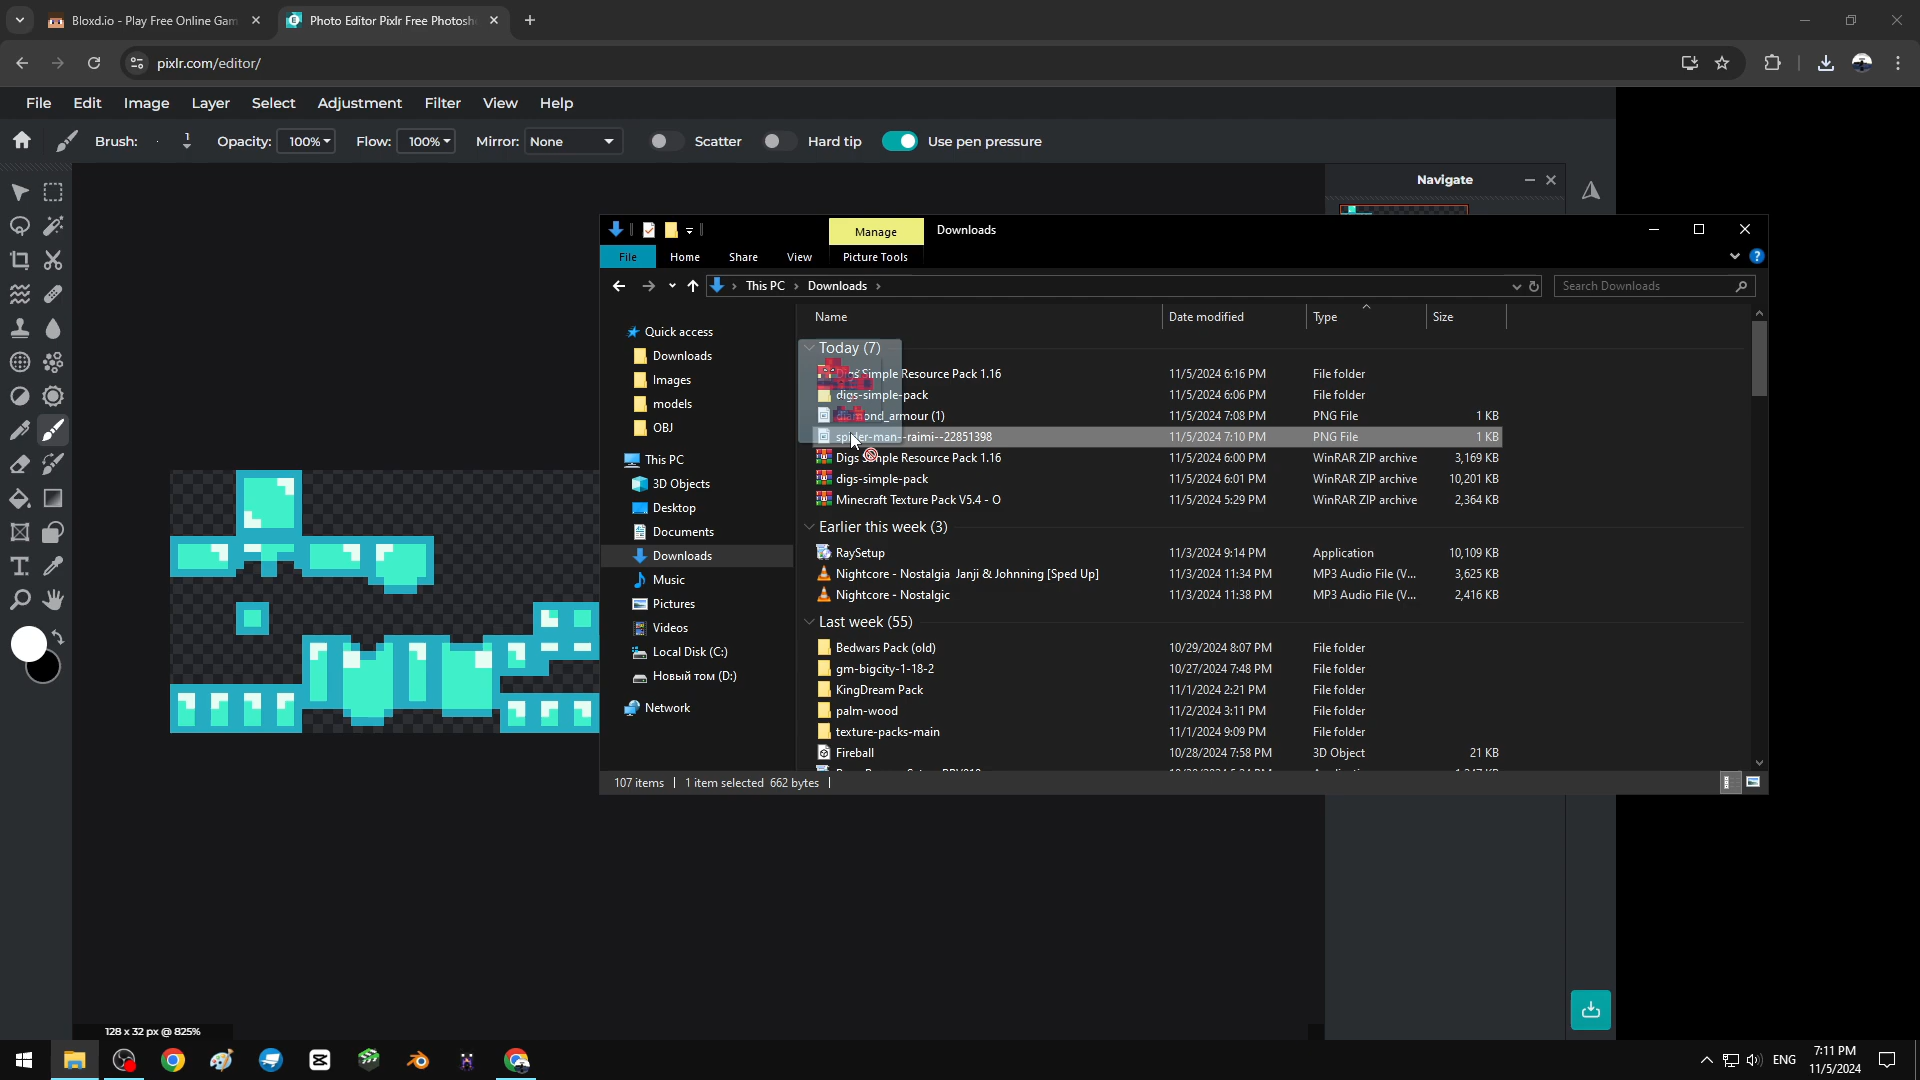 Bloxd.io - Play Free Online Gam
Photo Editor Pixlr Free Photosh
pixlr.com/editor/
File Edit Image Layer Select Adjustment Filter View Help
Brush: 1 Opacity: 100% Flow: 100% Mirror: None Scatter Hard tip Use pen pressure
Navigate
Manage Downloads
File Home Share View Picture Tools
This PC Downloads Search Downloads
Name Date modified Type Size
Quick access
Downloads
Images
models
OBJ
This PC
3D Objects
Desktop
Documents
Downloads
Music
Pictures
Videos
Local Disk (C:)
Новый том (D:)
Network
Today (7)
Simple Resource Pack 1.16 11/5/2024 6:16 PM File folder
digs-simple-pack 11/5/2024 6:06 PM File folder
diamond_armour (1) 11/5/2024 7:08 PM PNG File 1 KB
spider-man--raimi--22851398 11/5/2024 7:10 PM PNG File 1 KB
Digs Simple Resource Pack 1.16 11/5/2024 6:00 PM WinRAR ZIP archive 3,169 KB
digs-simple-pack 11/5/2024 6:01 PM WinRAR ZIP archive 10,201 KB
Minecraft Texture Pack V5.4 - O 11/5/2024 5:29 PM WinRAR ZIP archive 2,364 KB
Earlier this week (3)
RaySetup 11/3/2024 9:14 PM Application 10,109 KB
Nightcore - Nostalgia Janji & Johnning [Sped Up] 11/3/2024 11:34 PM MP3 Audio File (V... 3,625 KB
Nightcore - Nostalgic 11/3/2024 11:38 PM MP3 Audio File (V... 2,416 KB
Last week (55)
Bedwars Pack (old) 10/29/2024 8:07 PM File folder
gm-bigcity-1-18-2 10/27/2024 7:48 PM File folder
KingDream Pack 11/1/2024 2:21 PM File folder
palm-wood 11/2/2024 3:11 PM File folder
texture-packs-main 11/1/2024 9:09 PM File folder
Fireball 10/28/2024 7:58 PM 3D Object 21 KB
107 items 1 item selected 662 bytes
128 x 32 px @ 825%
ENG 7:11 PM
11/5/2024